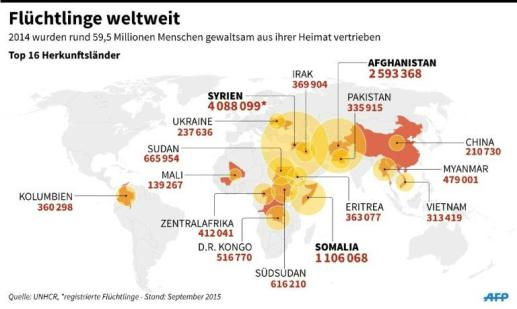 Flüchtlinge weltweit
2014 wurden rund 59,5 Millionen Menschen gewaltsam aus ihrer Heimat vertrieben
Top 16 Herkunftsländer
AFGHANISTAN
2 593 368
IRAK
369 904
PAKISTAN
335 915
SYRIEN
4 088 099*
UKRAINE
237 636
SUDAN
665 954
CHINA
210 730
MALI
139 267
MYANMAR
479 001
KOLUMBIEN
360 298
ZENTRALAFRIKA
412 041
ERITREA
363 077
VIETNAM
313 419
D.R. KONGO
516 770
SOMALIA
1 106 068
SÜDSUDAN
616 210
Quelle: UNHCR, *registrierte Flüchtlinge - Stand: September 2015
AFP